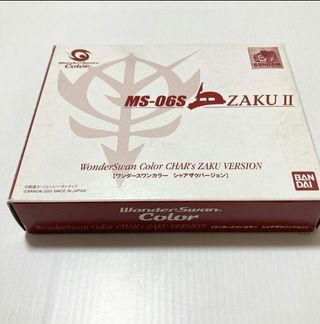 WonderSwan
Color
GUNDAM
MS-06S ZAKU II
WonderSwan Color CHAR's ZAKU VERSION
【ワンダースワンカラー シャアザクバージョン】
©創通エージェンシー・サンライズ
©BANDAI 2001 MADE IN JAPAN
BAN
DAI
WonderSwan
Color
WonderSwan Color CHAR's ZAKU VERSION
【ワンダースワンカラー シャアザクバージョン】